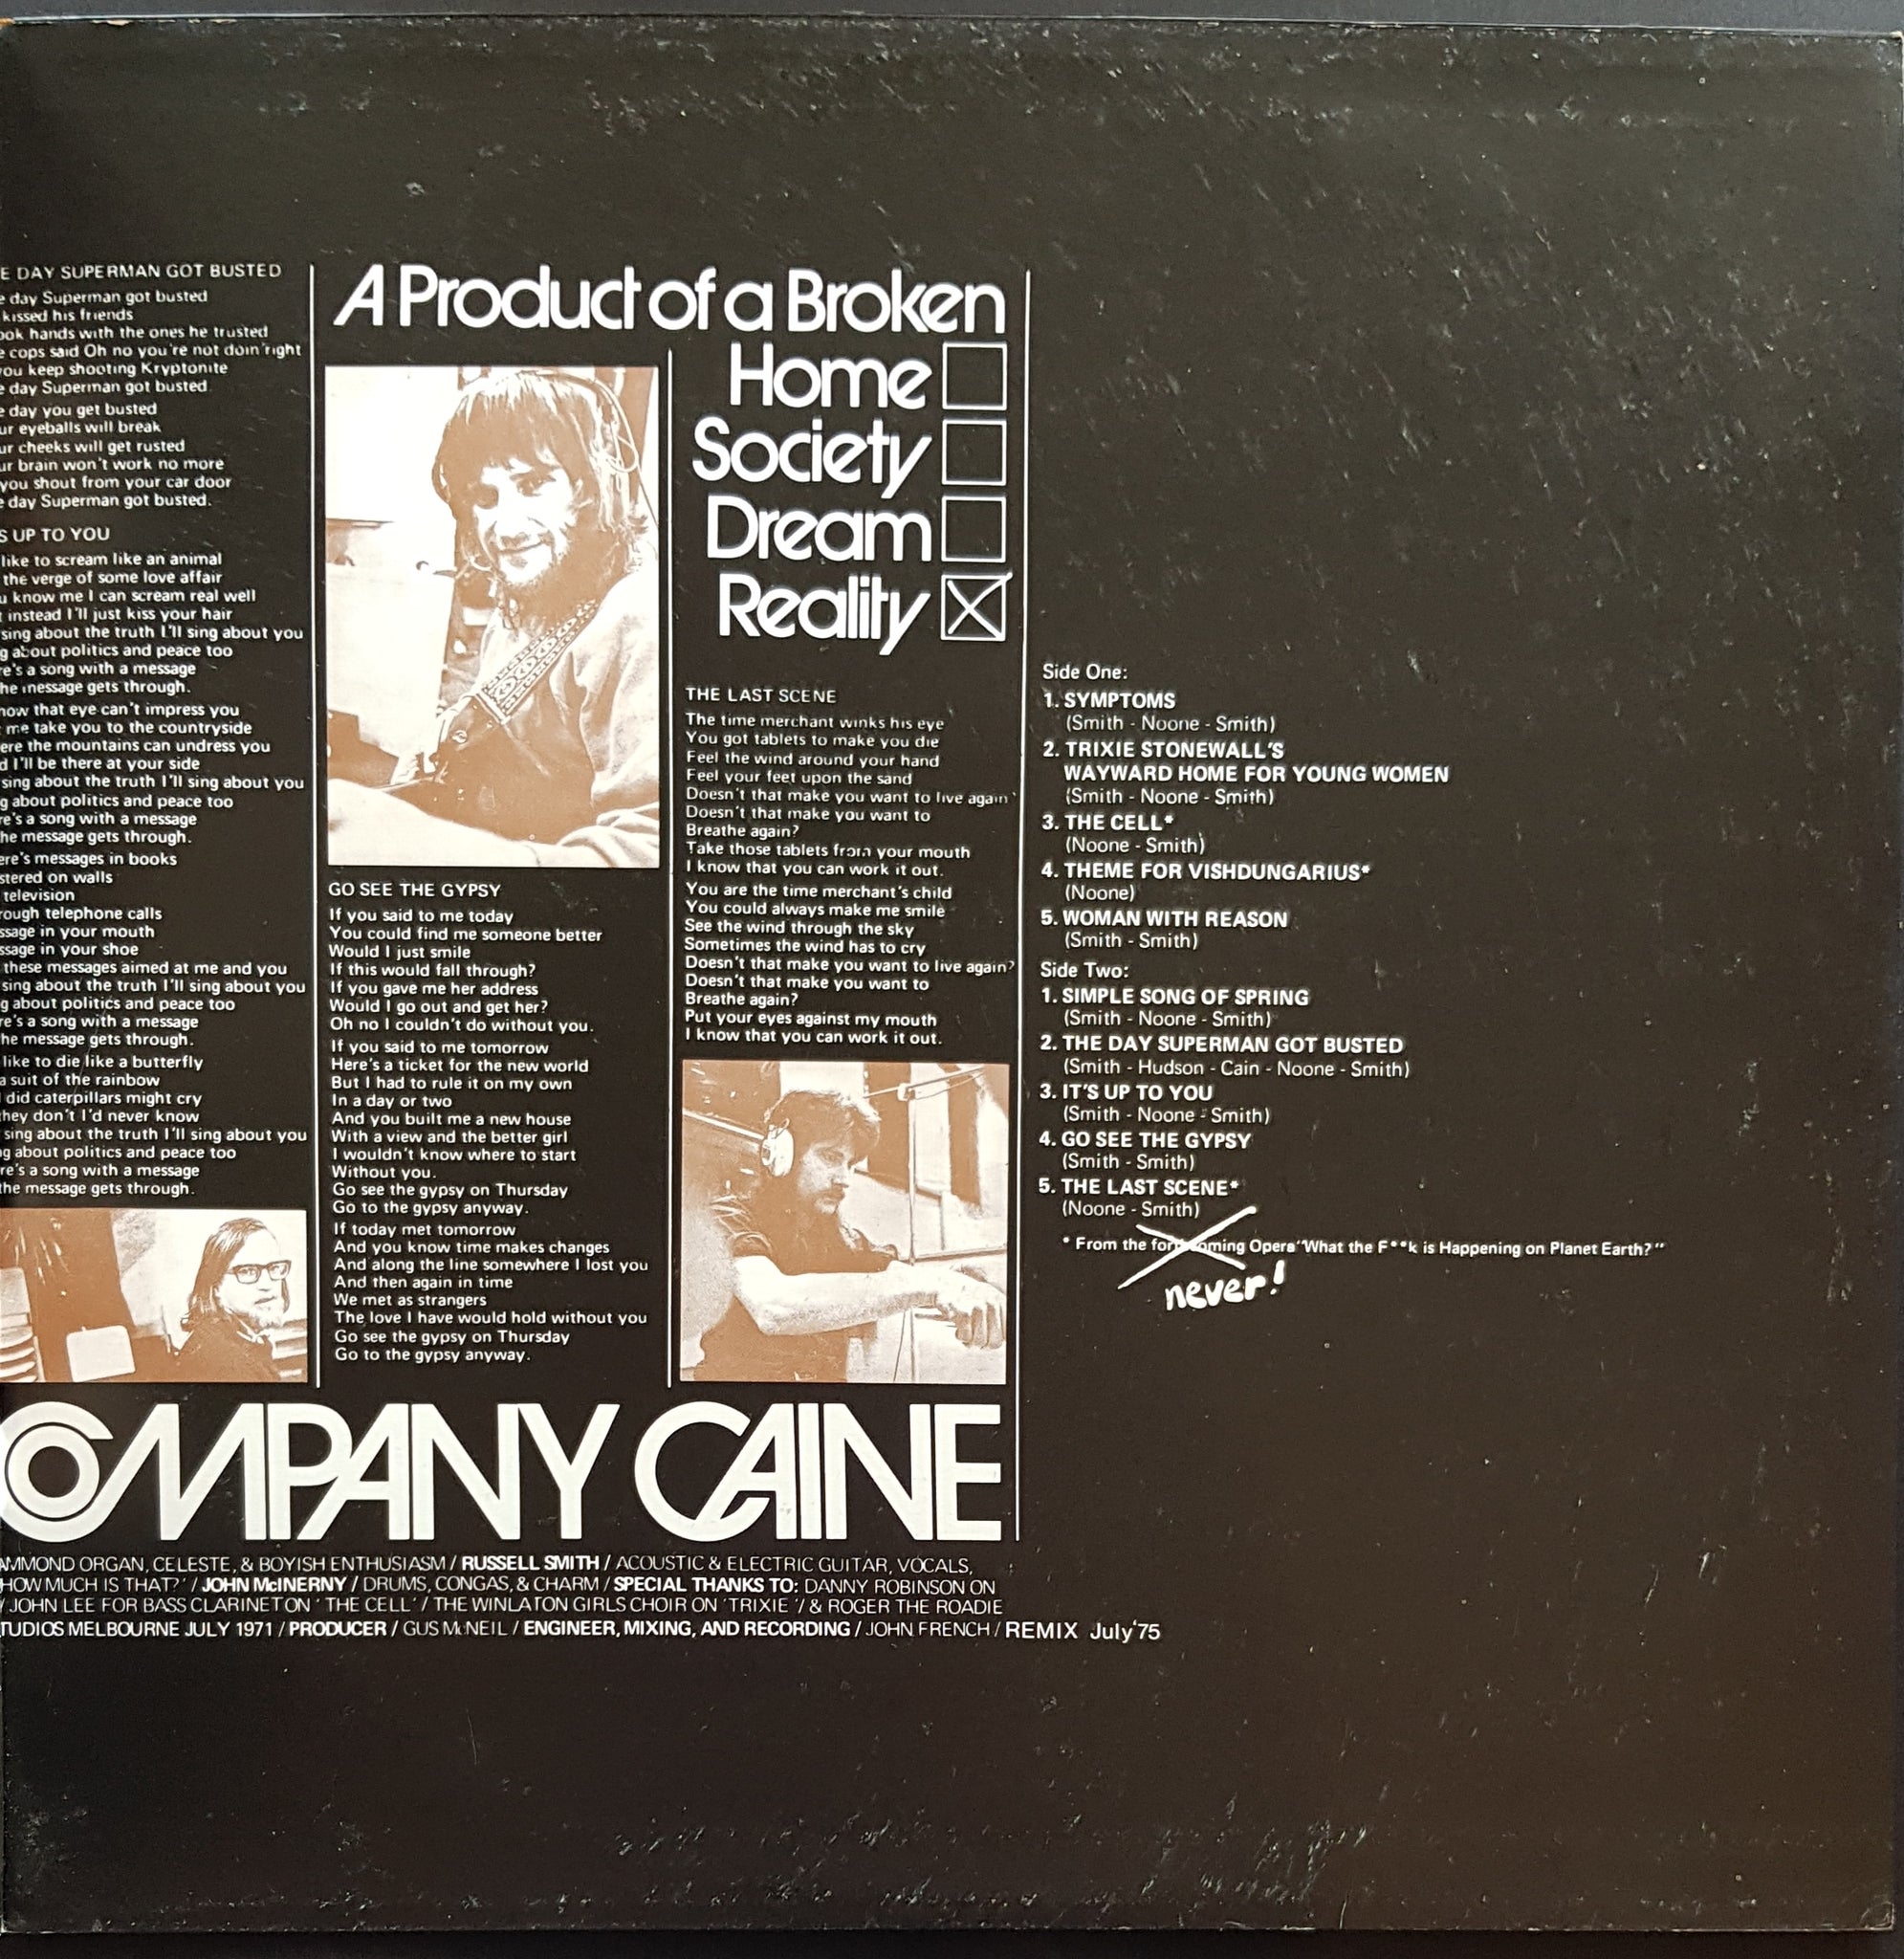 E DAY SUPERMAN GOT BUSTED
e day Superman got busted
kissed his friends
ook hands with the ones he trusted
e cops said Oh no you're not doin'right
you keep shooting Kryptonite
e day Superman got busted
e day you get busted
ur eyeballs will break
ur cheeks will get rusted
ur brain won't work no more
you shout from your car door
e day Superman got busted.
S UP TO YOU
like to scream like an animal
the verge of some love affair
u know me I can scream real well
t instead I'll just kiss your hair
sing about the truth I'll sing about you
g about politics and peace too
re's a song with a message
he message gets through.
now that eye can't impress you
t me take you to the countryside
ere the mountains can undress you
d I'll be there at your side
sing about the truth I'll sing about you
g about politics and peace too
re's a song with a message
he message gets through.
ere's messages in books
stered on walls
television
rough telephone calls
ssage in your mouth
ssage in your shoe
these messages aimed at me and you
sing about the truth I'll sing about you
g about politics and peace too
re's a song with a message
he message gets through.
like to die like a butterfly
a suit of the rainbow
I did caterpillars might cry
they don't I'd never know
sing about the truth I'll sing about you
ng about politics and peace too
re's a song with a message
the message gets through.
A Product of a Broken
Home
Society
Dream
Reality
GO SEE THE GYPSY
If you said to me today
You could find me someone better
Would I just smile
If this would fall through?
If you gave me her address
Would I go out and get her?
Oh no I couldn't do without you.
If you said to me tomorrow
Here's a ticket for the new world
But I had to rule it on my own
In a day or two
And you built me a new house
With a view and the better girl
I wouldn't know where to start
Without you.
Go see the gypsy on Thursday
Go to the gypsy anyway.
If today met tomorrow
And you know time makes changes
And along the line somewhere I lost you
And then again in time
We met as strangers
The love I have would hold without you
Go see the gypsy on Thursday
Go to the gypsy anyway.
THE LAST SCENE
The time merchant winks his eye
You got tablets to make you die
Feel the wind around your hand
Feel your feet upon the sand
Doesn't that make you want to live again
Doesn't that make you want to
Breathe again?
Take those tablets from your mouth
I know that you can work it out.
You are the time merchant's child
You could always make me smile
See the wind through the sky
Sometimes the wind has to cry
Doesn't that make you want to live again?
Doesn't that make you want to
Breathe again?
Put your eyes against my mouth
I know that you can work it out.
Side One:
1. SYMPTOMS
(Smith - Noone - Smith)
2. TRIXIE STONEWALL'S
WAYWARD HOME FOR YOUNG WOMEN
(Smith - Noone - Smith)
3. THE CELL*
(Noone - Smith)
4. THEME FOR VISHDUNGARIUS*
(Noone)
5. WOMAN WITH REASON
(Smith - Smith)
Side Two:
1. SIMPLE SONG OF SPRING
(Smith - Noone - Smith)
2. THE DAY SUPERMAN GOT BUSTED
(Smith - Hudson - Cain - Noone - Smith)
3. IT'S UP TO YOU
(Smith - Noone - Smith)
4. GO SEE THE GYPSY
(Smith - Smith)
5. THE LAST SCENE*
(Noone - Smith)
* From the forthcoming Opera "What the F**k is Happening on Planet Earth?"
never!
OMPANY CAINE
AMMOND ORGAN, CELESTE, & BOYISH ENTHUSIASM / RUSSELL SMITH / ACOUSTIC & ELECTRIC GUITAR, VOCALS,
HOW MUCH IS THAT?' / JOHN McINERNY / DRUMS, CONGAS, & CHARM / SPECIAL THANKS TO: DANNY ROBINSON ON
/ JOHN LEE FOR BASS CLARINET ON 'THE CELL' / THE WINLATON GIRLS CHOIR ON 'TRIXIE' / & ROGER THE ROADIE
TUDIOS MELBOURNE JULY 1971 / PRODUCER / GUS McNEIL / ENGINEER, MIXING, AND RECORDING / JOHN FRENCH / REMIX July '75